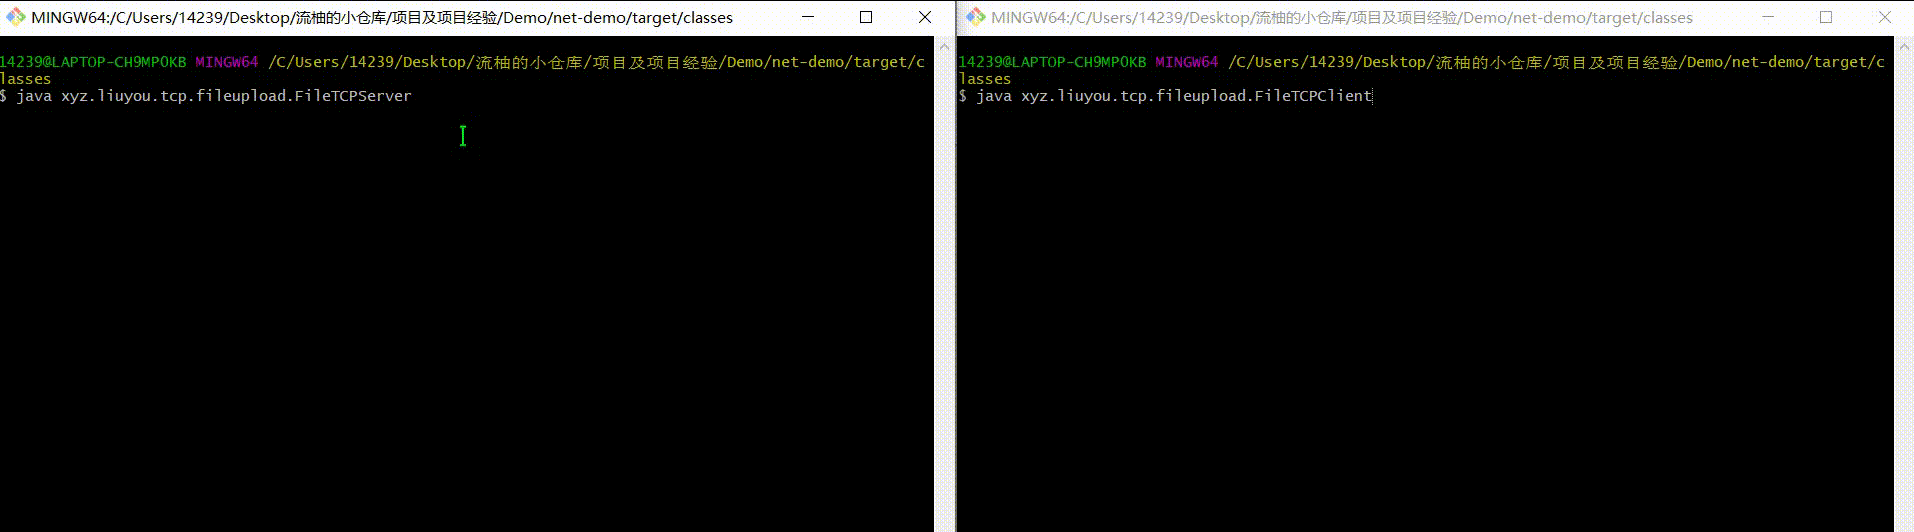 MINGW64:/C/Users/14239/Desktop/流柚的小仓库/项目及项目经验/Demo/net-demo/target/classes
14239@LAPTOP-CH9MPOKB MINGW64 /C/Users/14239/Desktop/流柚的小仓库/项目及项目经验/Demo/net-demo/target/c
lasses
$ java xyz.liuyou.tcp.fileupload.FileTCPServer
MINGW64:/C/Users/14239/Desktop/流柚的小仓库/项目及项目经验/Demo/net-demo/target/classes
14239@LAPTOP-CH9MPOKB MINGW64 /C/Users/14239/Desktop/流柚的小仓库/项目及项目经验/Demo/net-demo/target/c
lasses
$ java xyz.liuyou.tcp.fileupload.FileTCPClient